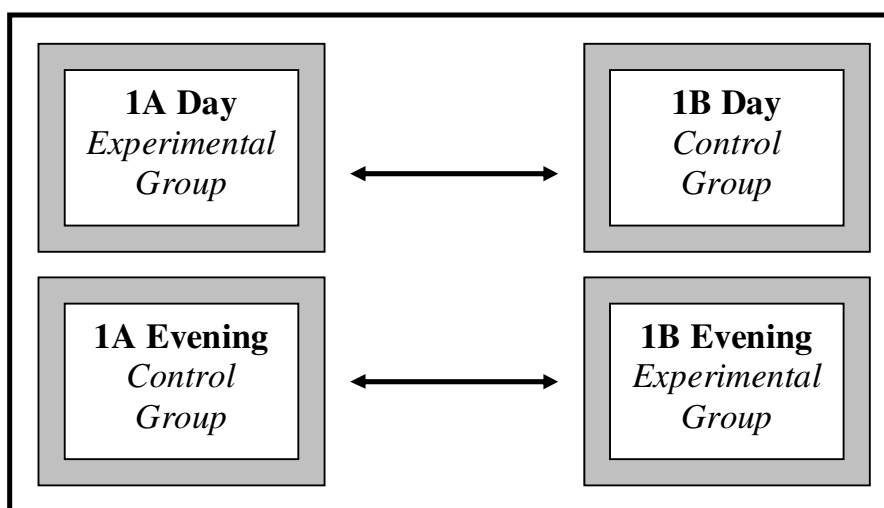 1A Day
Experimental
Group
1B Day
Control
Group
1A Evening
Control
Group
1B Evening
Experimental
Group